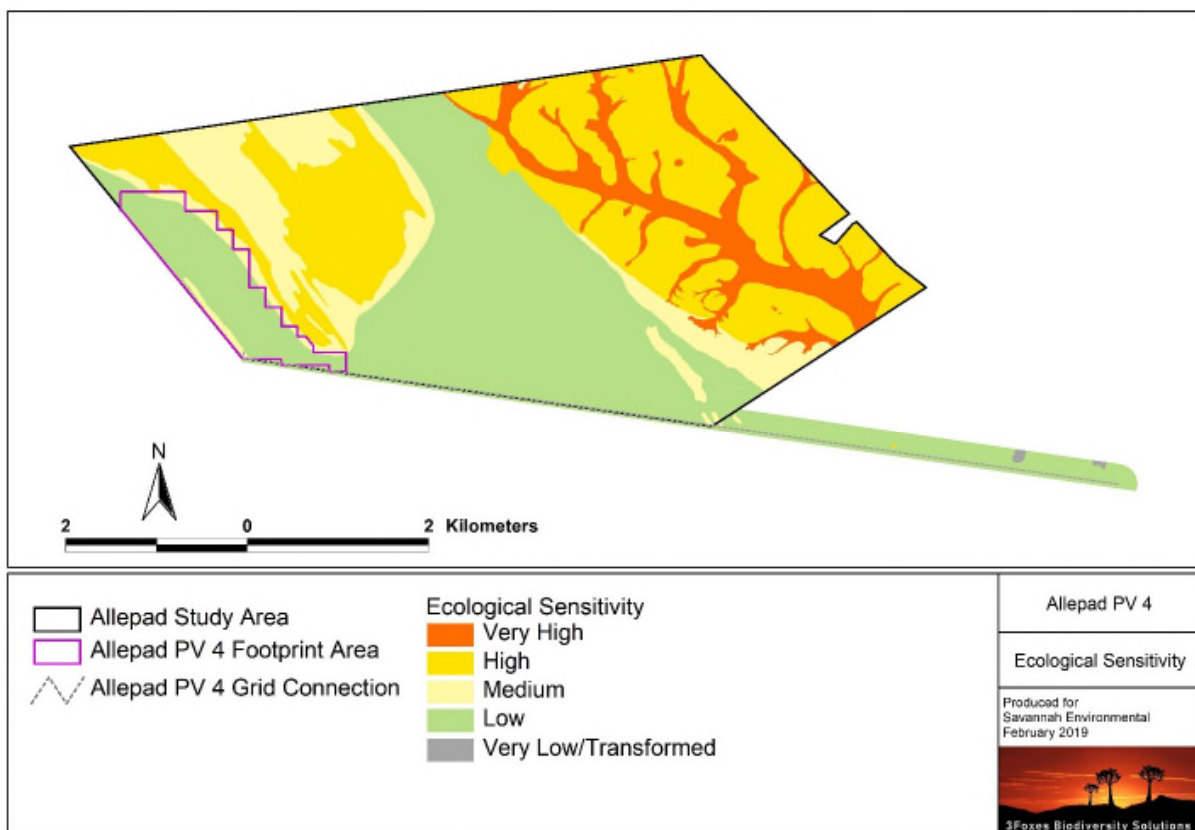 N
2 0 2 Kilometers
Allepad Study Area
Allepad PV 4 Footprint Area
Allepad PV 4 Grid Connection
Ecological Sensitivity
Very High
High
Medium
Low
Very Low/Transformed
Allepad PV 4
Ecological Sensitivity
Produced for
Savannah Environmental
February 2019
3Foxes Biodiversity Solutions